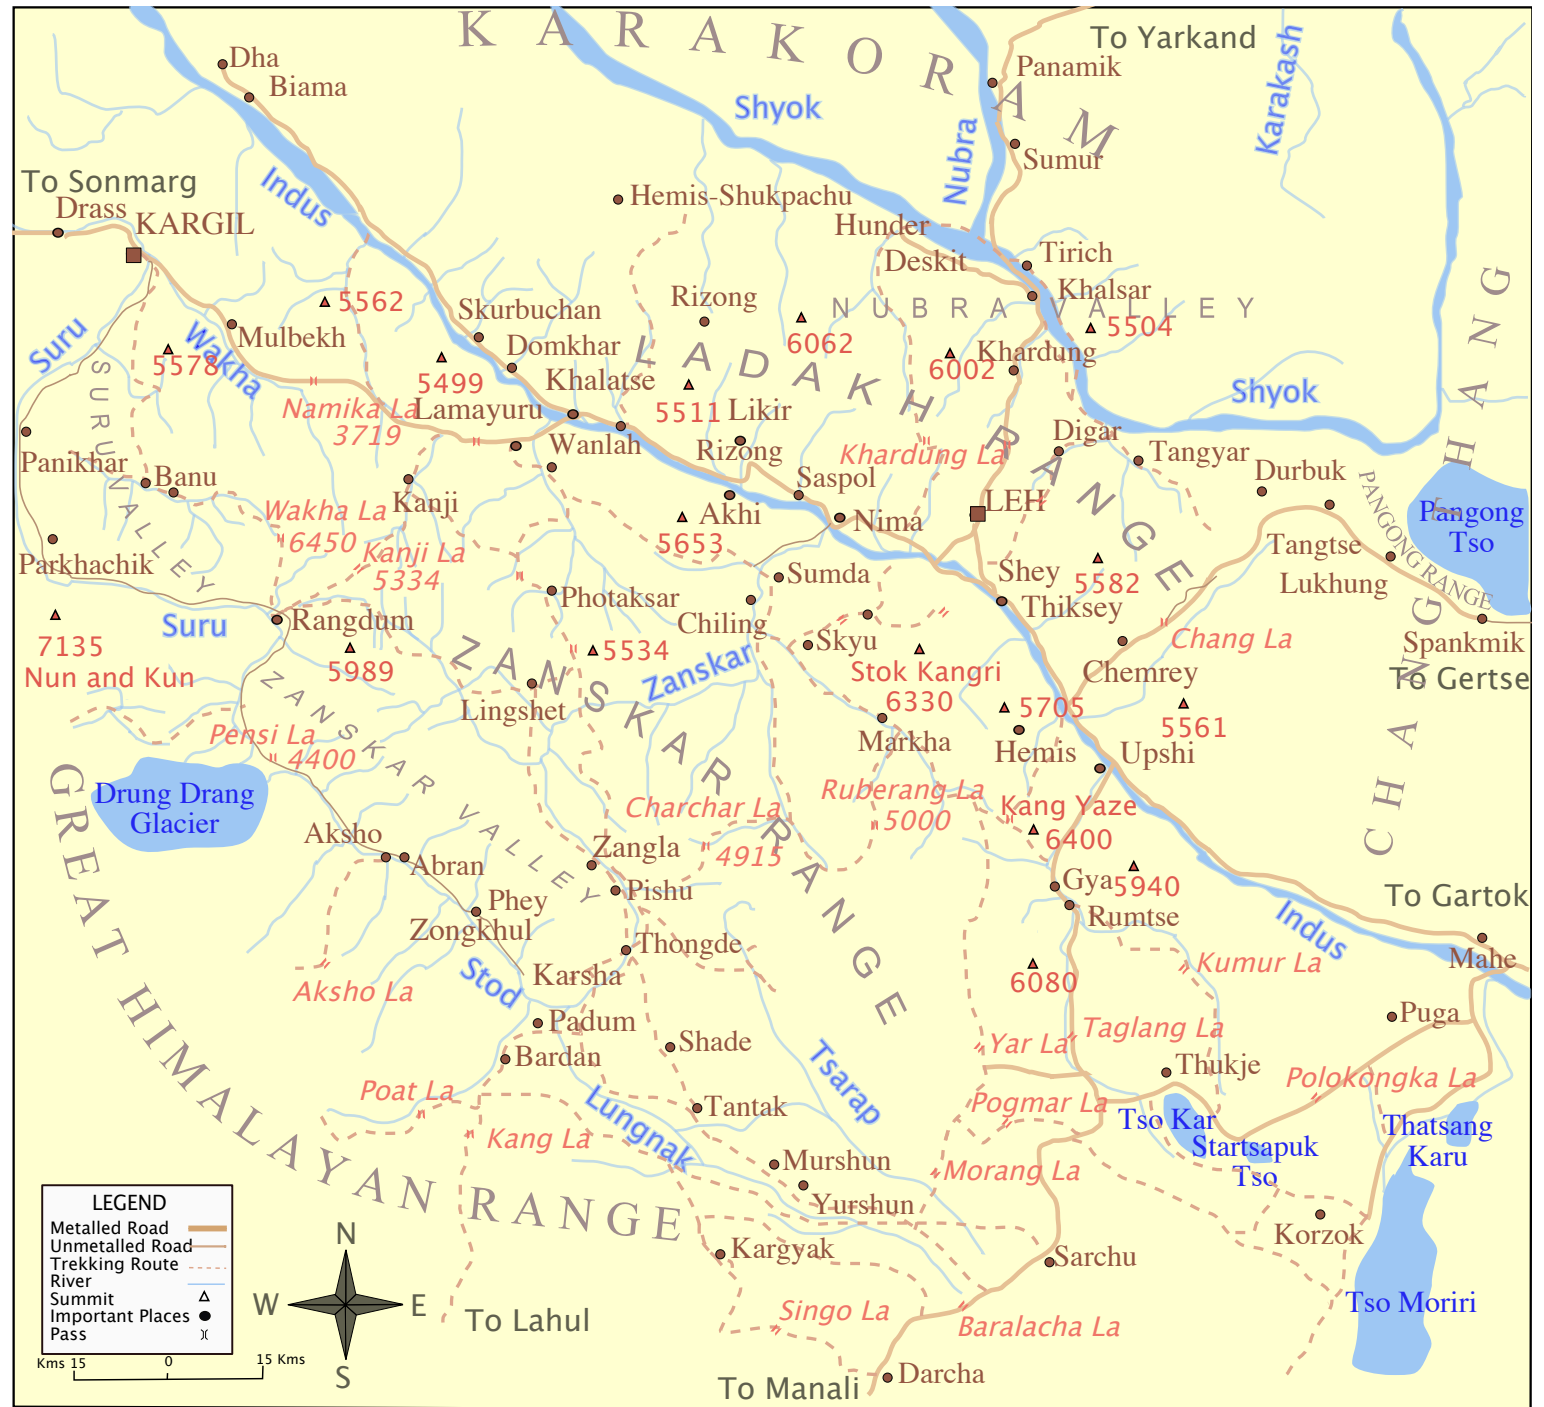 KARAKORAM
To Yarkand
Karakash
Dha
Biama
Panamik
Shyok
Nubra
Sumur
To Sonmarg
Drass
KARGIL
Indus
Hemis-Shukpachu
Hunder
Deskit
Tirich
Khalsar
NUBRA VALLEY
5562
Skurbuchan
Rizong
6062
5504
Mulbekh
Suru
Wakha
5578
Domkhar
5499
Khalatse
LADAKH RANGE
6002
Khardung
Shyok
CHANG CHANG
Namika La
3719
Lamayuru
5511
Likir
SURU VALLEY
Wanlah
Rizong
Khardung La
Digar
Tangyar
Durbuk
Panikhar
Banu
Kanji
Saspol
PANGONG RANGE
Wakha La
6450
Akhi
Nima
LEH
Pangong
Tso
Kanji La
5334
5653
Tangtse
Lukhung
Parkhachik
Sumda
Shey
5582
Photaksar
Thiksey
Chiling
Spankmik
Suru
Rangdum
7135
Nun and Kun
5989
5534
Skyu
Zanskar
Stok Kangri
6330
Chang La
Chemrey
To Gertse
ZANSKAR RANGE
Lingshet
5705
5561
ZANSKAR VALLEY
Pensi La
4400
Markha
Hemis
Upshi
Drung Drang
Glacier
Charchar La
4915
Ruberang La
5000
Kang Yaze
6400
GREAT HIMALAYAN RANGE
Aksho
Abran
Zangla
Pishu
Gya
5940
Rumtse
To Gartok
Phey
Zongkhul
Thongde
Indus
Mahe
Stod
Karsha
Aksho La
6080
Kumur La
Padum
Shade
Puga
Bardan
Yar La
Taglang La
Tsarap
Thukje
Poat La
Polokongka La
Lungnak
Tantak
Pogmar La
Tso Kar
Startsapuk
Tso
Thatsang
Karu
Kang La
Murshun
Yurshun
Morang La
Kargyak
Sarchu
Korzok
Singo La
Baralacha La
Tso Moriri
To Lahul
To Manali
Darcha
LEGEND
Metalled Road
Unmetalled Road
Trekking Route
River
Summit
Important Places
Pass
Kms 15
0
15 Kms
N
W
E
S